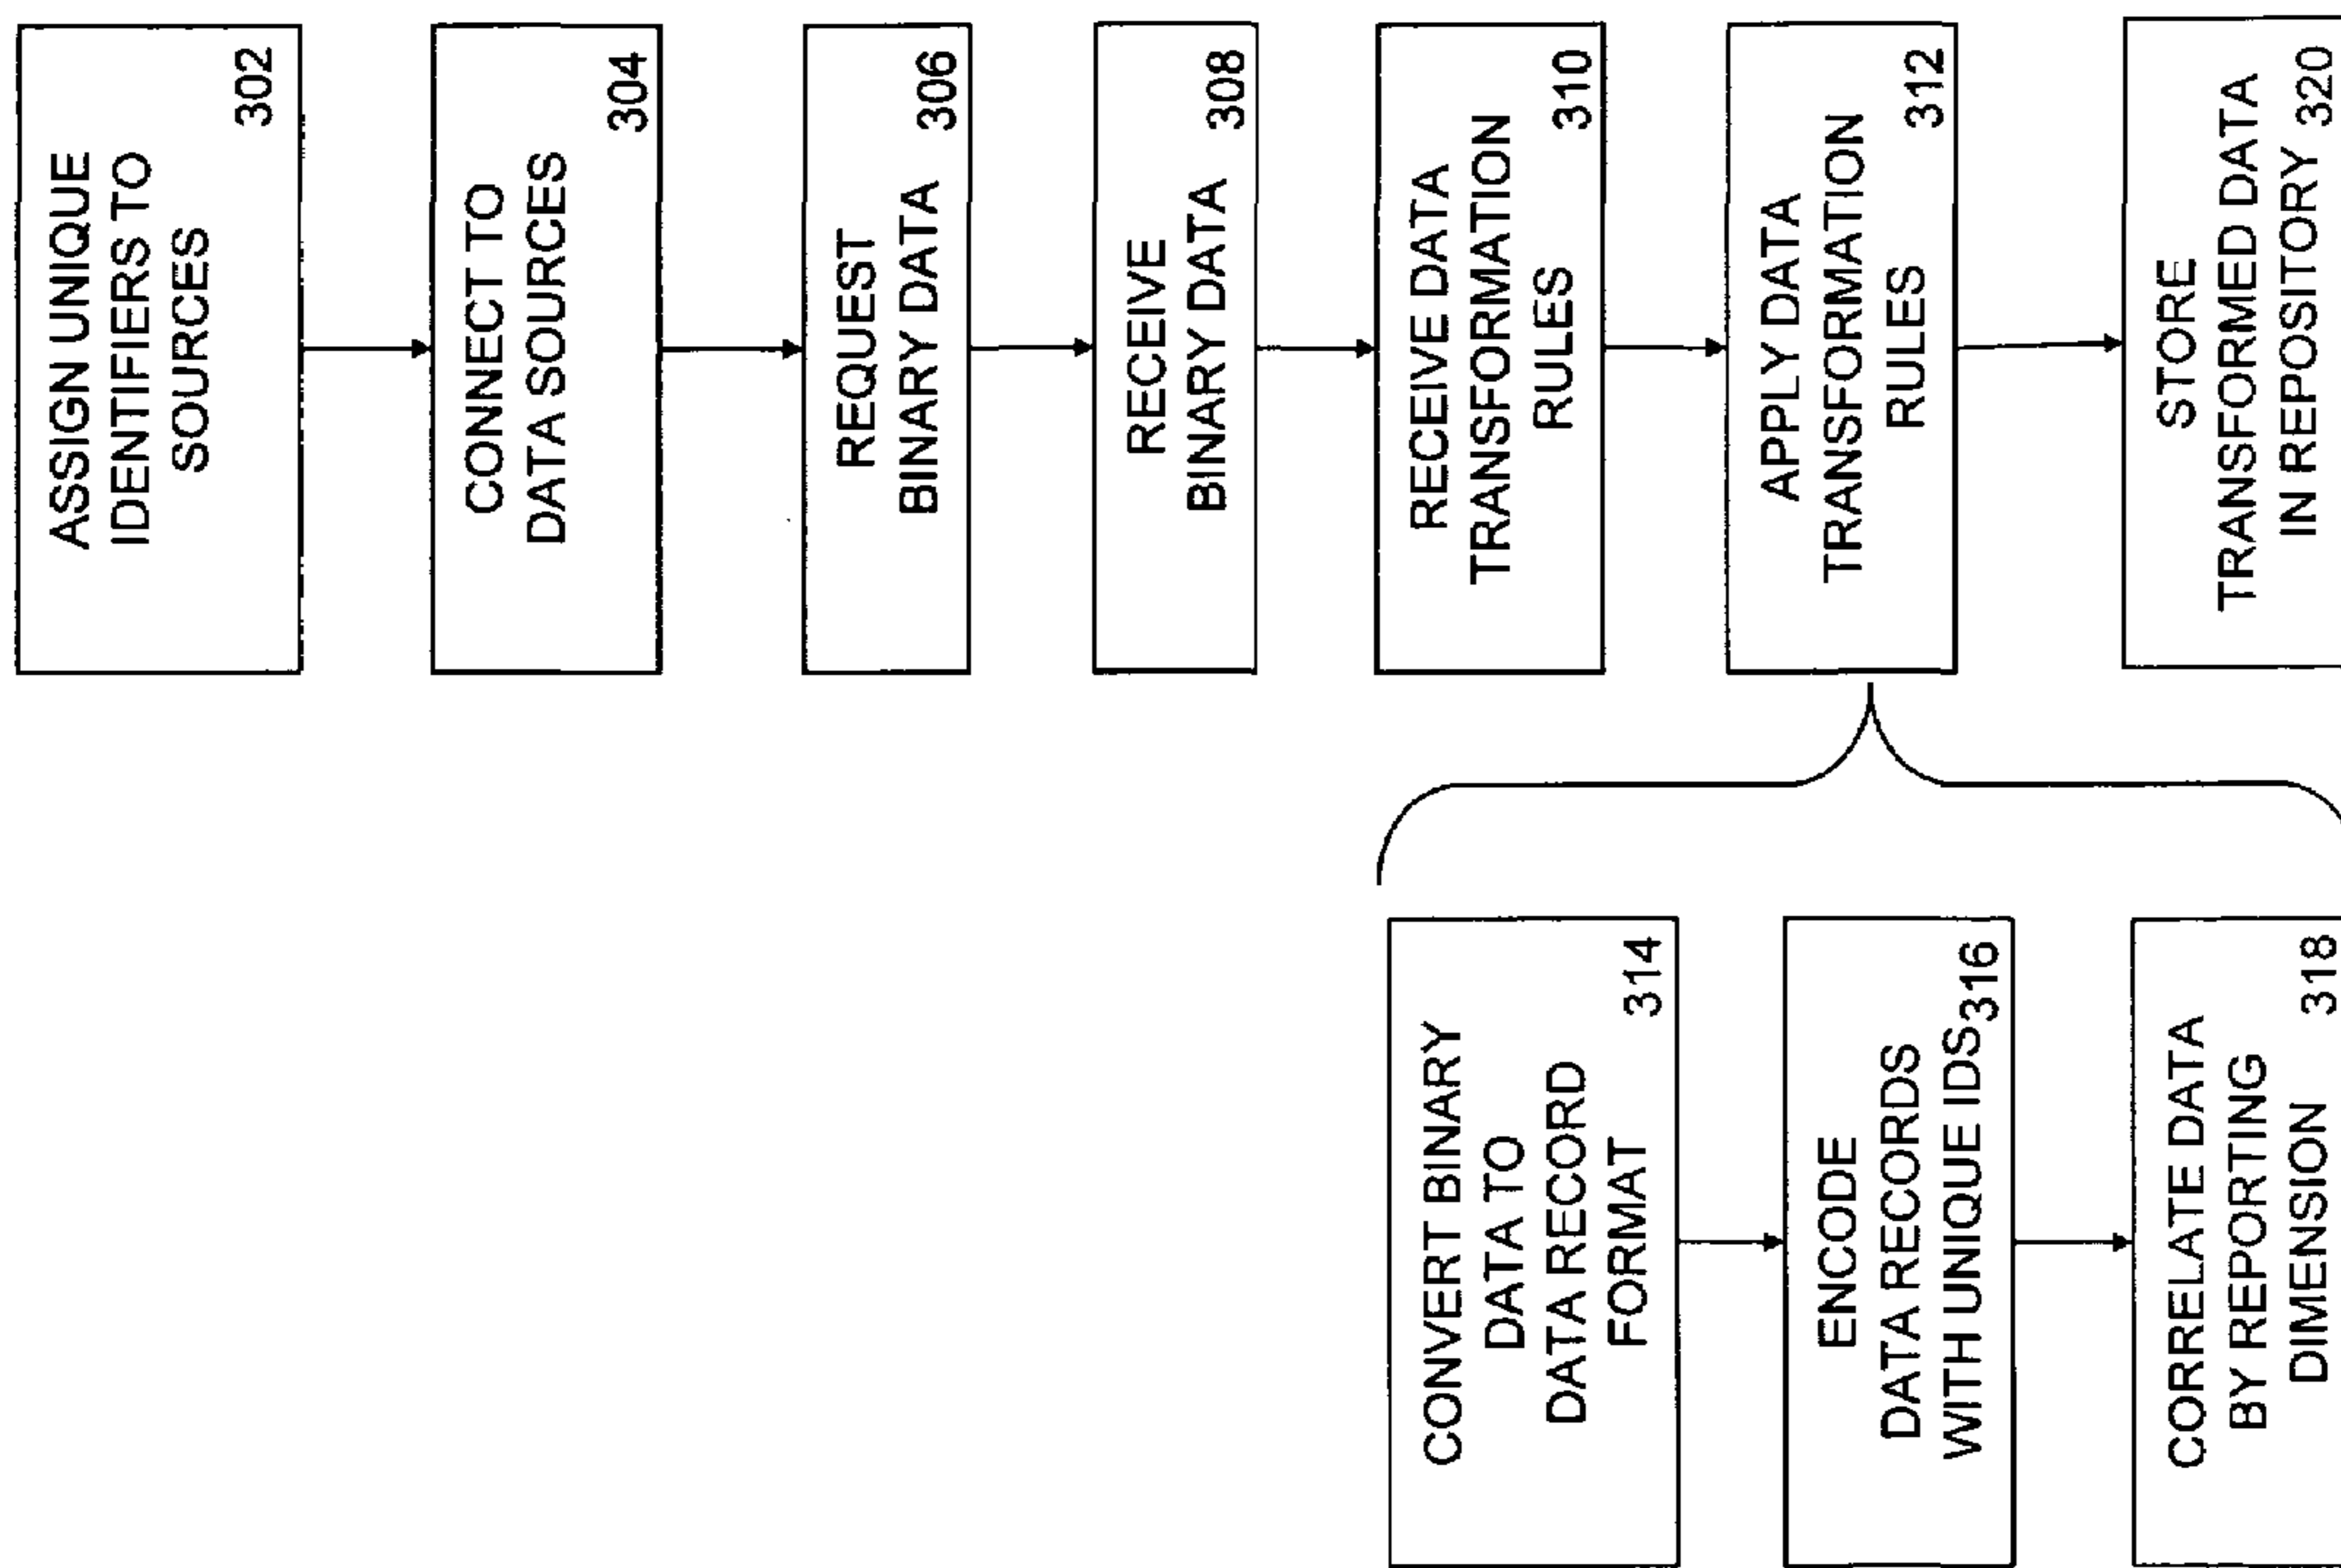 ASSIGN UNIQUE
IDENTIFIERS TO
SOURCES
302
CONNECT TO
DATA SOURCES
304
REQUEST
BINARY DATA 306
RECEIVE
BINARY DATA 308
RECEIVE DATA
TRANSFORMATION
RULES 310
APPLY DATA
TRANSFORMATION
RULES 312
CONVERT BINARY
DATA TO
DATA RECORD
FORMAT 314
ENCODE
DATA RECORDS
WITH UNIQUE IDS 316
CORRELATE DATA
BY REPORTING
DIMENSION 318
STORE
TRANSFORMED DATA
IN REPOSITORY 320